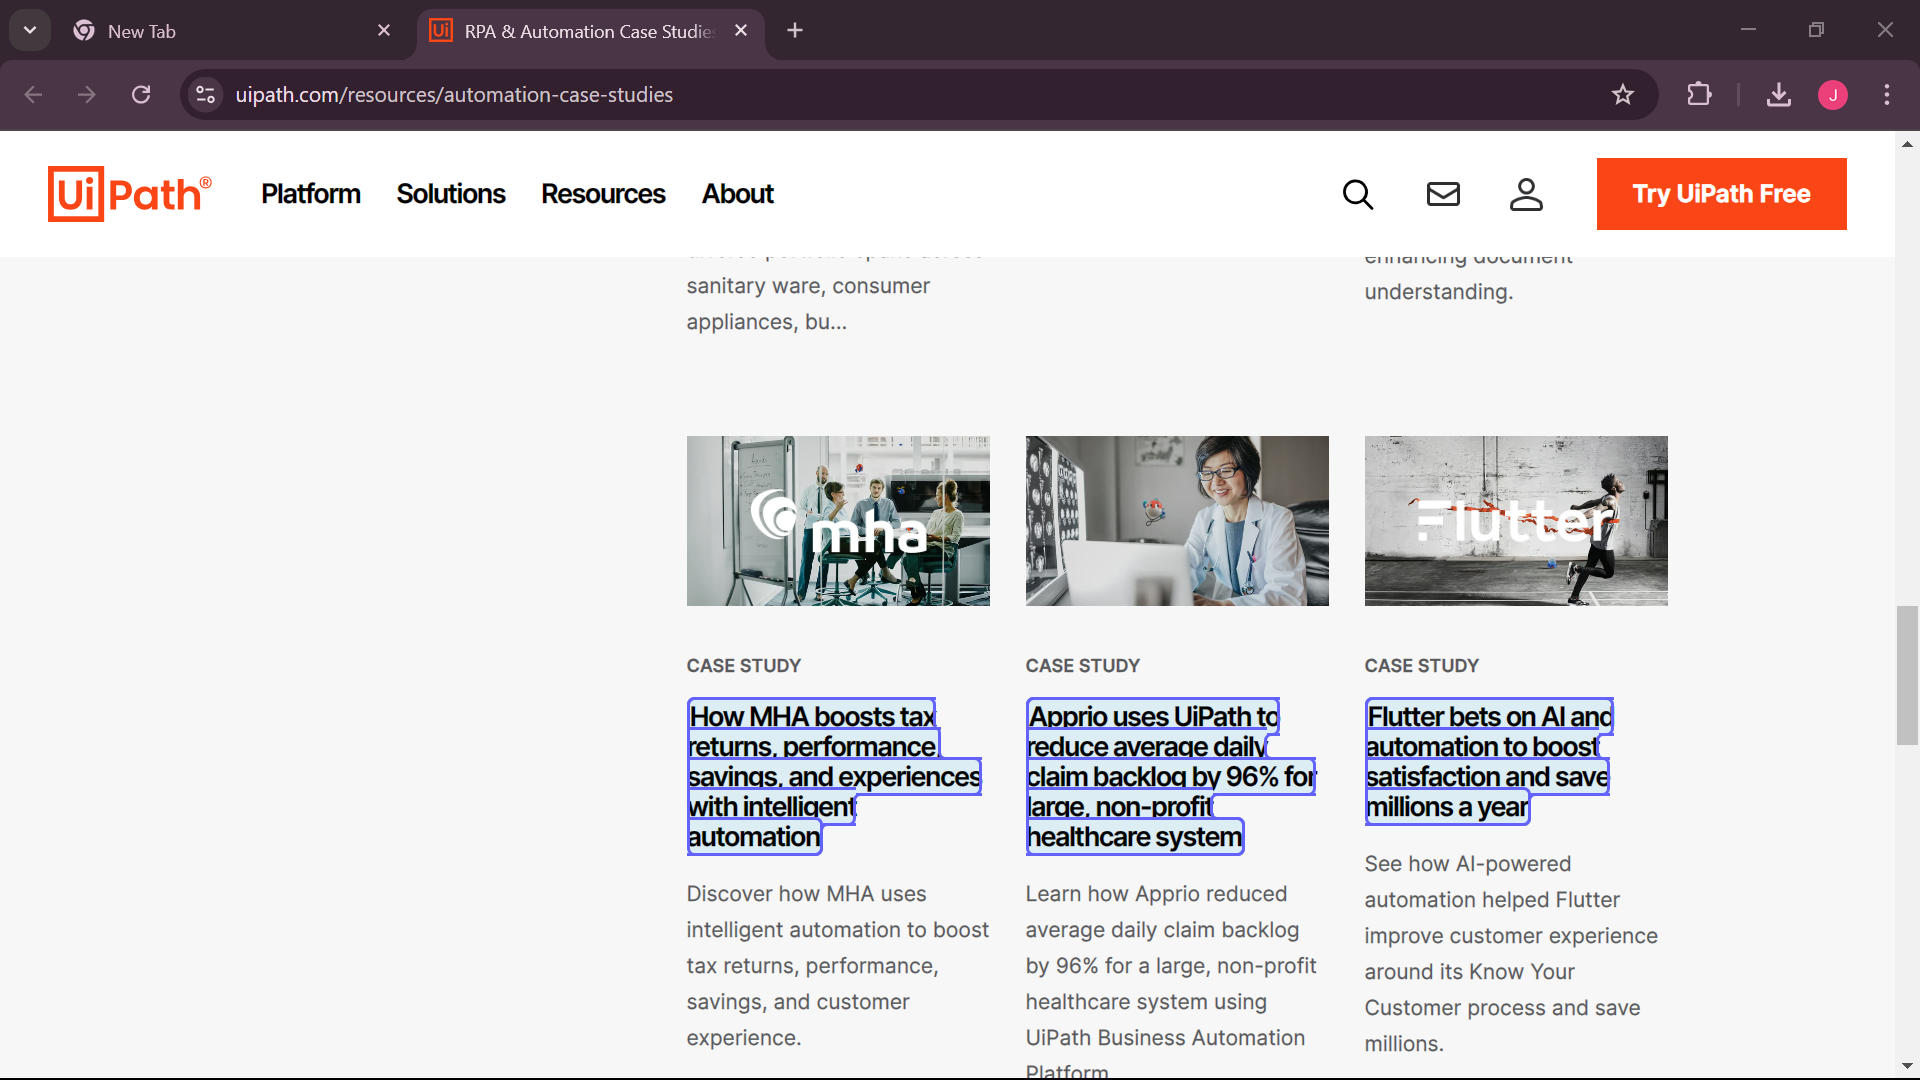 New Tab
RPA & Automation Case Studies
uipath.com/resources/automation-case-studies
J
UiPath®
Platform
Solutions
Resources
About
Try UiPath Free
sanitary ware, consumer
appliances, bu...
enhancing document
understanding.
mha
Flutter
CASE STUDY
How MHA boosts tax
returns, performance,
savings, and experiences
with intelligent
automation
Discover how MHA uses
intelligent automation to boost
tax returns, performance,
savings, and customer
experience.
CASE STUDY
Apprio uses UiPath to
reduce average daily
claim backlog by 96% for
large, non-profit
healthcare system
Learn how Apprio reduced
average daily claim backlog
by 96% for a large, non-profit
healthcare system using
UiPath Business Automation
Platform
CASE STUDY
Flutter bets on AI and
automation to boost
satisfaction and save
millions a year
See how AI-powered
automation helped Flutter
improve customer experience
around its Know Your
Customer process and save
millions.